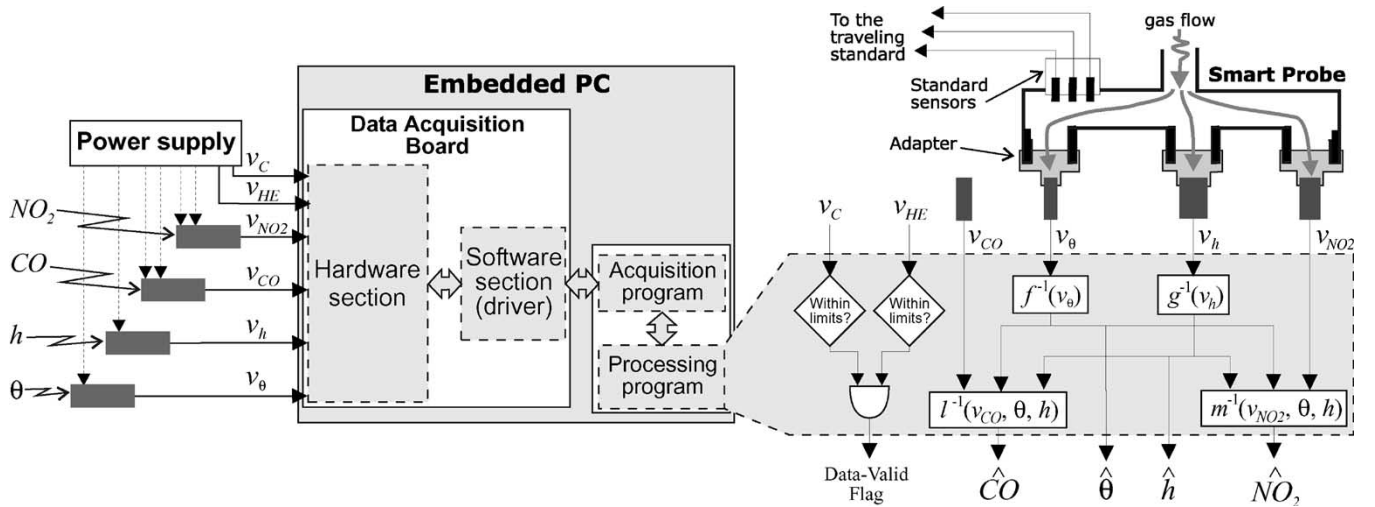 Power supply
NO₂
CO
h
θ
v_C
v_HE
v_NO2
v_CO
v_h
v_θ
Embedded PC
Data Acquisition
Board
Hardware
section
Software
section
(driver)
Acquisition
program
Processing
program
To the
traveling
standard
gas flow
Standard
sensors
Smart Probe
Adapter
v_C
v_HE
v_CO
v_θ
v_h
v_NO2
Within
limits?
Within
limits?
f⁻¹(v_θ)
g⁻¹(v_h)
l⁻¹(v_CO, θ, h)
m⁻¹(v_NO2, θ, h)
Data-Valid
Flag
ĈO
θ̂
ĥ
N̂O₂